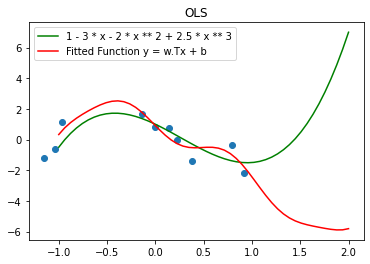 OLS
1 - 3 * x - 2 * x ** 2 + 2.5 * x ** 3
Fitted Function y = w.Tx + b
6
4
2
0
−2
−4
−6
−1.0 −0.5 0.0 0.5 1.0 1.5 2.0